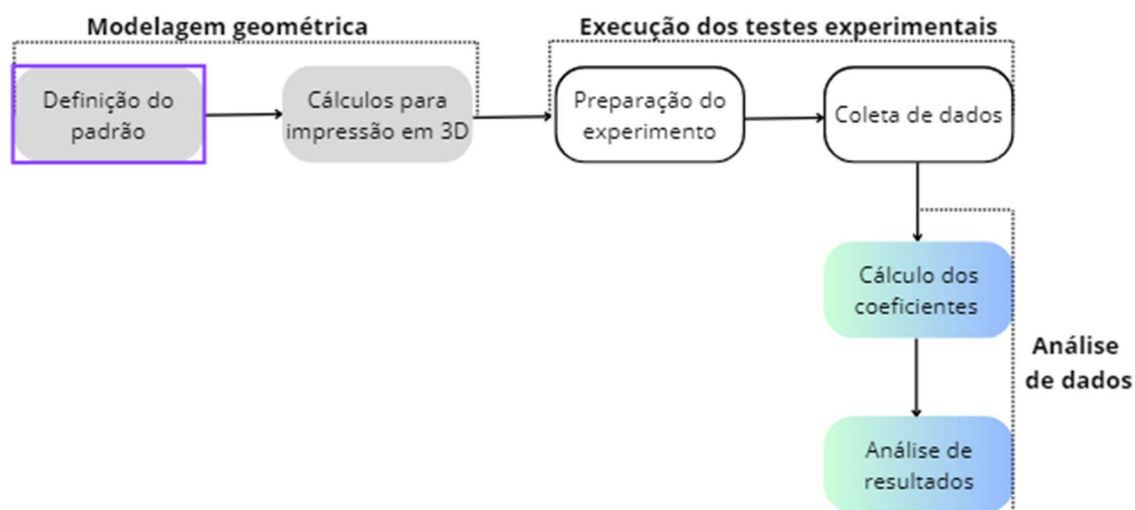 Modelagem geométrica
Execução dos testes experimentais
Definição do
padrão
Cálculos para
impressão em 3D
Preparação do
experimento
Coleta de dados
Cálculo dos
coeficientes
Análise
de dados
Análise de
resultados